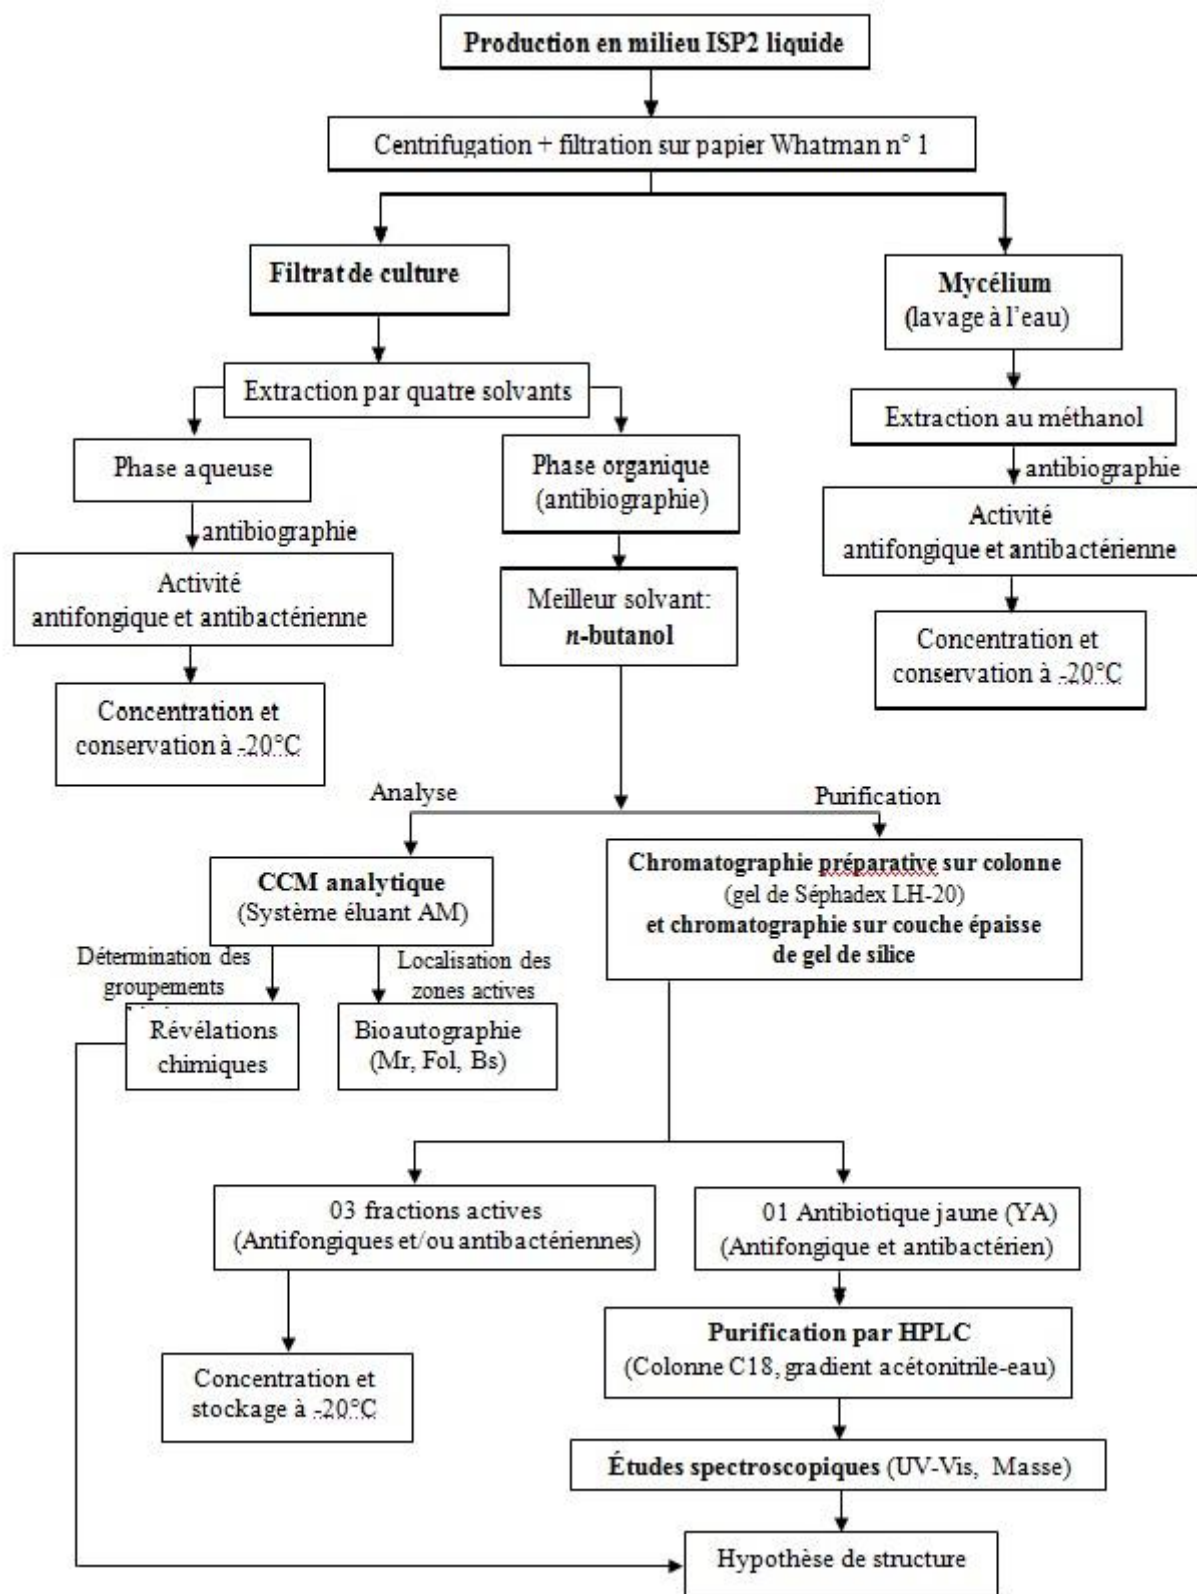 Production en milieu ISP2 liquide
Centrifugation + filtration sur papier Whatman n° 1
Filtrat de culture
Mycélium
(lavage à l'eau)
Extraction par quatre solvants
Extraction au méthanol
Phase aqueuse
Phase organique
(antibiographie)
antibiographie
antibiographie
Activité
antifongique et antibactérienne
Activité
antifongique et antibactérienne
Meilleur solvant:
n-butanol
Concentration et
conservation à -20°C
Concentration et
conservation à -20°C
Analyse
Purification
CCM analytique
(Système éluant AM)
Chromatographie préparative sur colonne
(gel de Séphadex LH-20)
et chromatographie sur couche épaisse
de gel de silice
Détermination des
groupements
Localisation des
zones actives
Révélations
chimiques
Bioautographie
(Mr, Fol, Bs)
03 fractions actives
(Antifongiques et/ou antibactériennes)
01 Antibiotique jaune (YA)
(Antifongique et antibactérien)
Concentration et
stockage à -20°C
Purification par HPLC
(Colonne C18, gradient acétonitrile-eau)
Études spectroscopiques (UV-Vis, Masse)
Hypothèse de structure